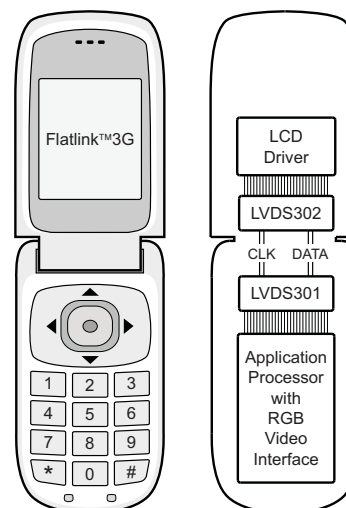 Flatlink™3G
1 2 3
4 5 6
7 8 9
* 0 #
LCD
Driver
LVDS302
CLK DATA
LVDS301
Application
Processor
with
RGB
Video
Interface